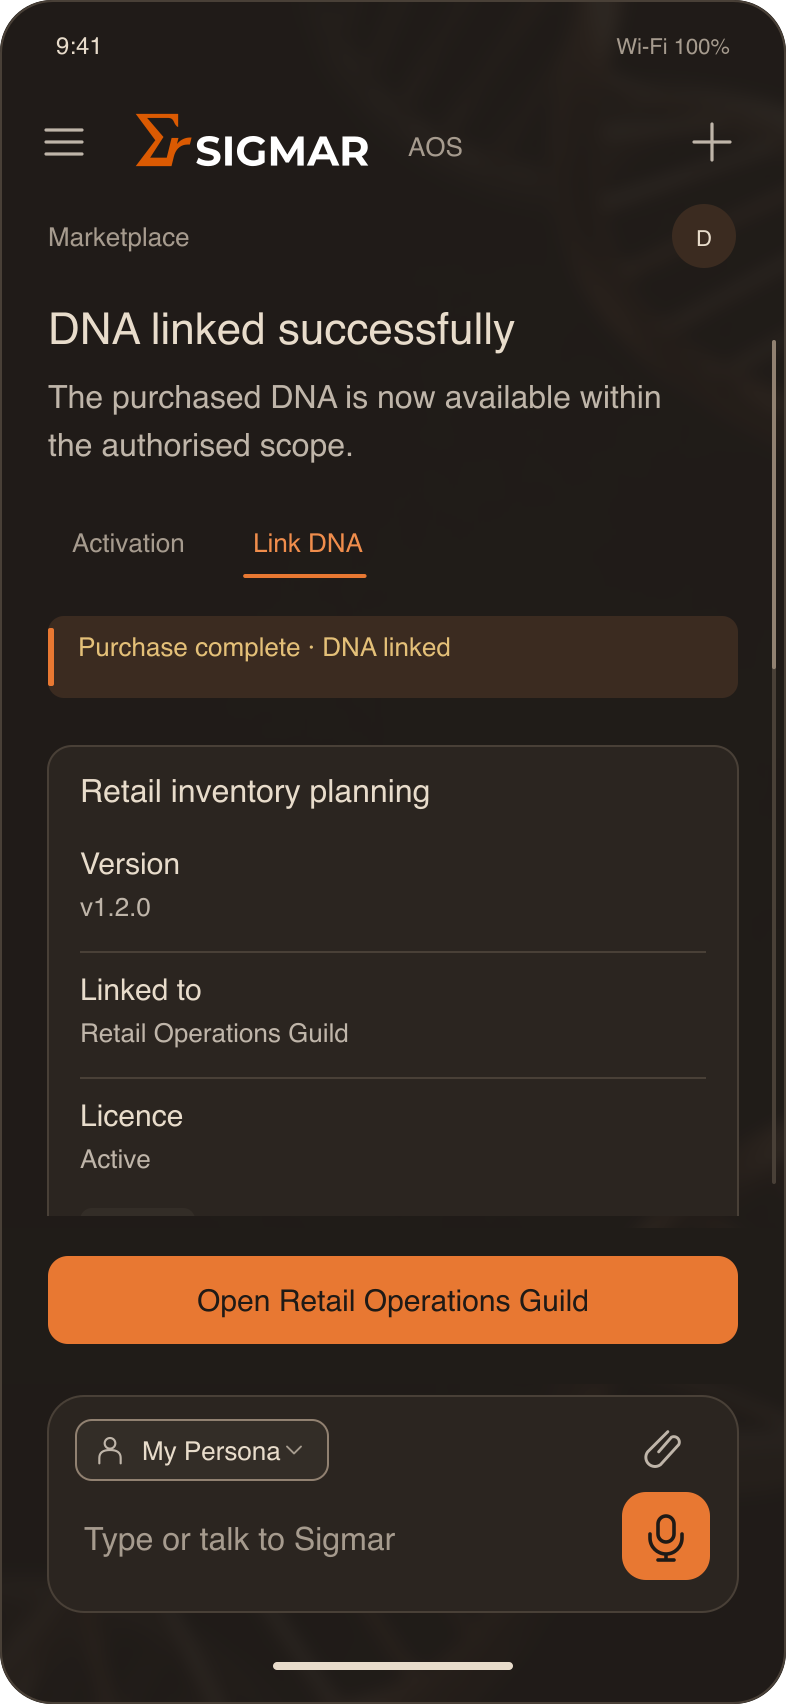 9:41
Wi-Fi 100%
Σr SIGMAR AOS
Marketplace
D
DNA linked successfully
The purchased DNA is now available within
the authorised scope.
Activation
Link DNA
Purchase complete · DNA linked
Retail inventory planning
Version
v1.2.0
Linked to
Retail Operations Guild
Licence
Active
Open Retail Operations Guild
My Persona
Type or talk to Sigmar